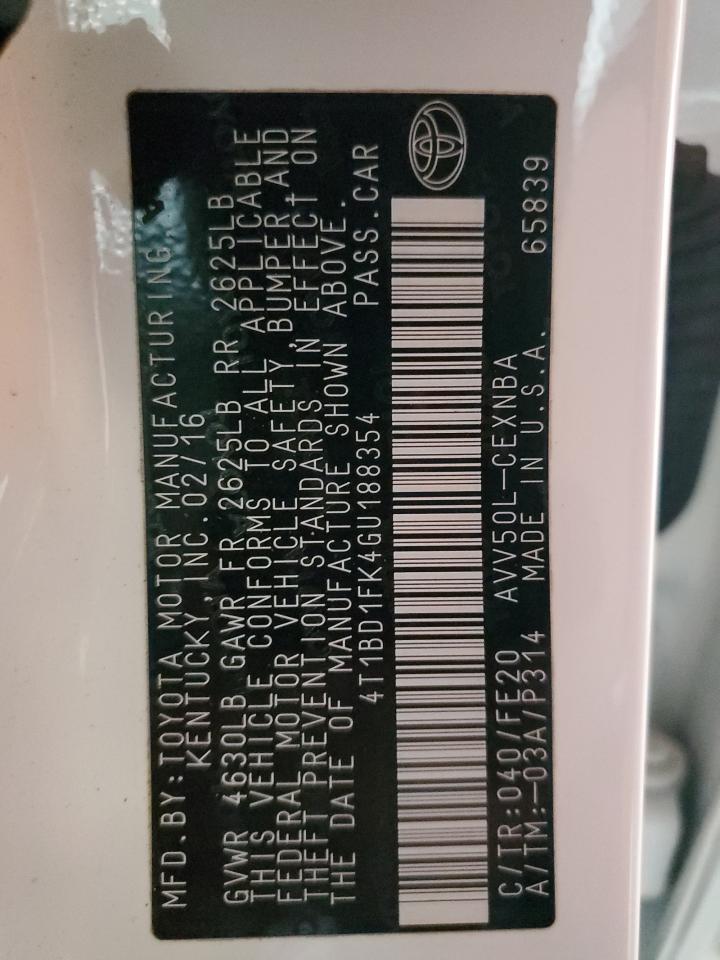 MFD.BY:TOYOTA MOTOR MANUFACTURING,
KENTUCKY, INC.02/16
GVWR 4630LB GAWR FR 2625LB RR 2625LB
THIS VEHICLE CONFORMS TO ALL APPLICABLE
FEDERAL MOTOR VEHICLE SAFETY, BUMPER,AND
THEFT PREVENTION STANDARDS IN EFFECT ON
THE DATE OF MANUFACTURE SHOWN ABOVE.
4T1BD1FK4GU188354 PASS.CAR
C/TR:040/FE20 AVV50L-CEXNBA
A/TM:-03A/P314 MADE IN U.S.A. 65839